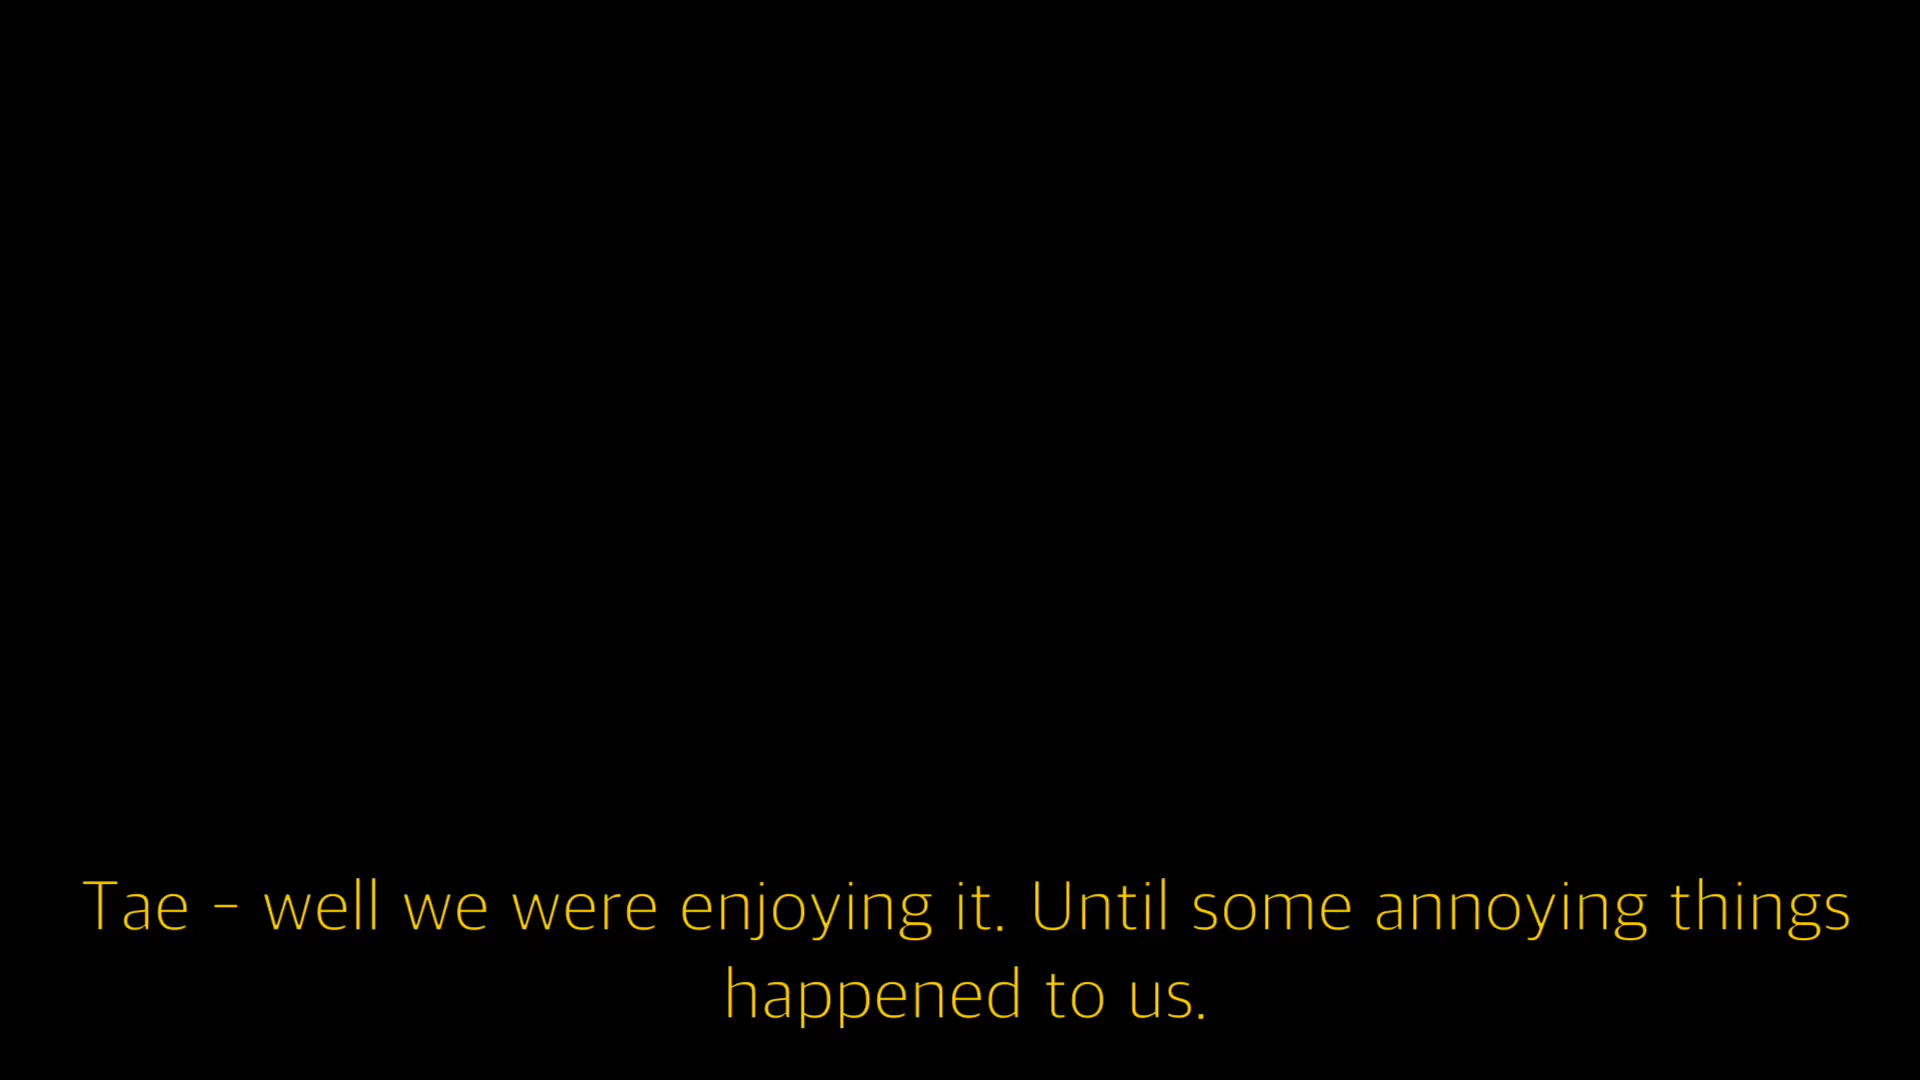 Tae - well we were enjoying it. Until some annoying things
happened to us.